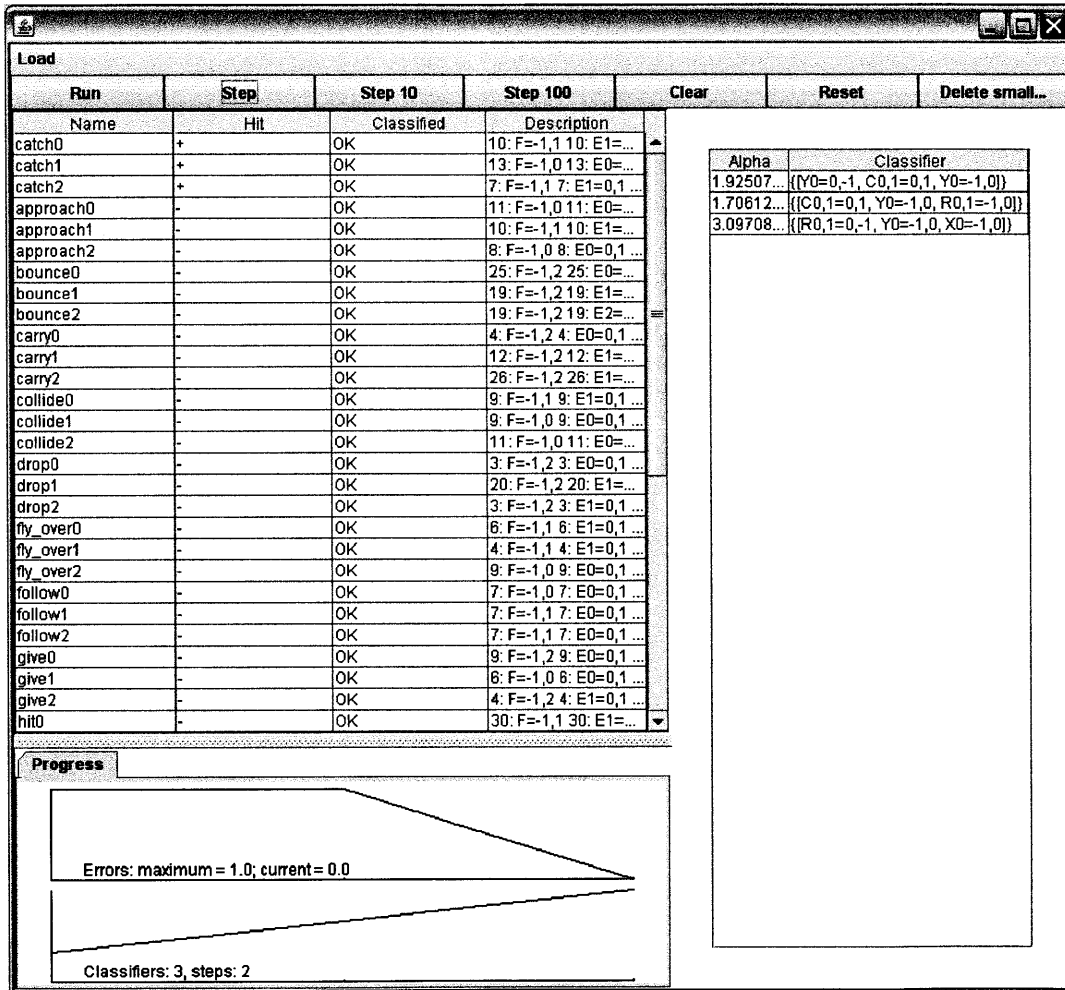 Load
Run Step Step 10 Step 100 Clear Reset Delete small...
Name Hit Classified Description
catch0 + OK 10: F=-1,1 10: E1=...
catch1 + OK 13: F=-1,0 13: E0=...
catch2 + OK 7: F=-1,1 7: E1=0,1 ...
approach0 - OK 11: F=-1,0 11: E0=...
approach1 - OK 10: F=-1,1 10: E1=...
approach2 - OK 8: F=-1,0 8: E0=0,1 ...
bounce0 - OK 25: F=-1,2 25: E0=...
bounce1 - OK 19: F=-1,2 19: E1=...
bounce2 - OK 19: F=-1,2 19: E2=...
carry0 - OK 4: F=-1,2 4: E0=0,1 ...
carry1 - OK 12: F=-1,2 12: E1=...
carry2 - OK 26: F=-1,2 26: E1=...
collide0 - OK 9: F=-1,1 9: E1=0,1 ...
collide1 - OK 9: F=-1,0 9: E0=0,1 ...
collide2 - OK 11: F=-1,0 11: E0=...
drop0 - OK 3: F=-1,2 3: E0=0,1 ...
drop1 - OK 20: F=-1,2 20: E1=...
drop2 - OK 3: F=-1,2 3: E1=0,1 ...
fly_over0 - OK 6: F=-1,1 6: E1=0,1 ...
fly_over1 - OK 4: F=-1,1 4: E1=0,1 ...
fly_over2 - OK 9: F=-1,0 9: E0=0,1 ...
follow0 - OK 7: F=-1,0 7: E0=0,1 ...
follow1 - OK 7: F=-1,1 7: E0=0,1 ...
follow2 - OK 7: F=-1,1 7: E0=0,1 ...
give0 - OK 9: F=-1,2 9: E0=0,1 ...
give1 - OK 6: F=-1,0 6: E0=0,1 ...
give2 - OK 4: F=-1,2 4: E1=0,1 ...
hit0 - OK 30: F=-1,1 30: E1=...
Alpha Classifier
1.92507... {[Y0=0,-1, C0,1=0,1, Y0=-1,0]}
1.70612... {[C0,1=0,1, Y0=-1,0, R0,1=-1,0]}
3.09708... {[R0,1=0,-1, Y0=-1,0, X0=-1,0]}
Progress
Errors: maximum = 1.0; current = 0.0
Classifiers: 3, steps: 2